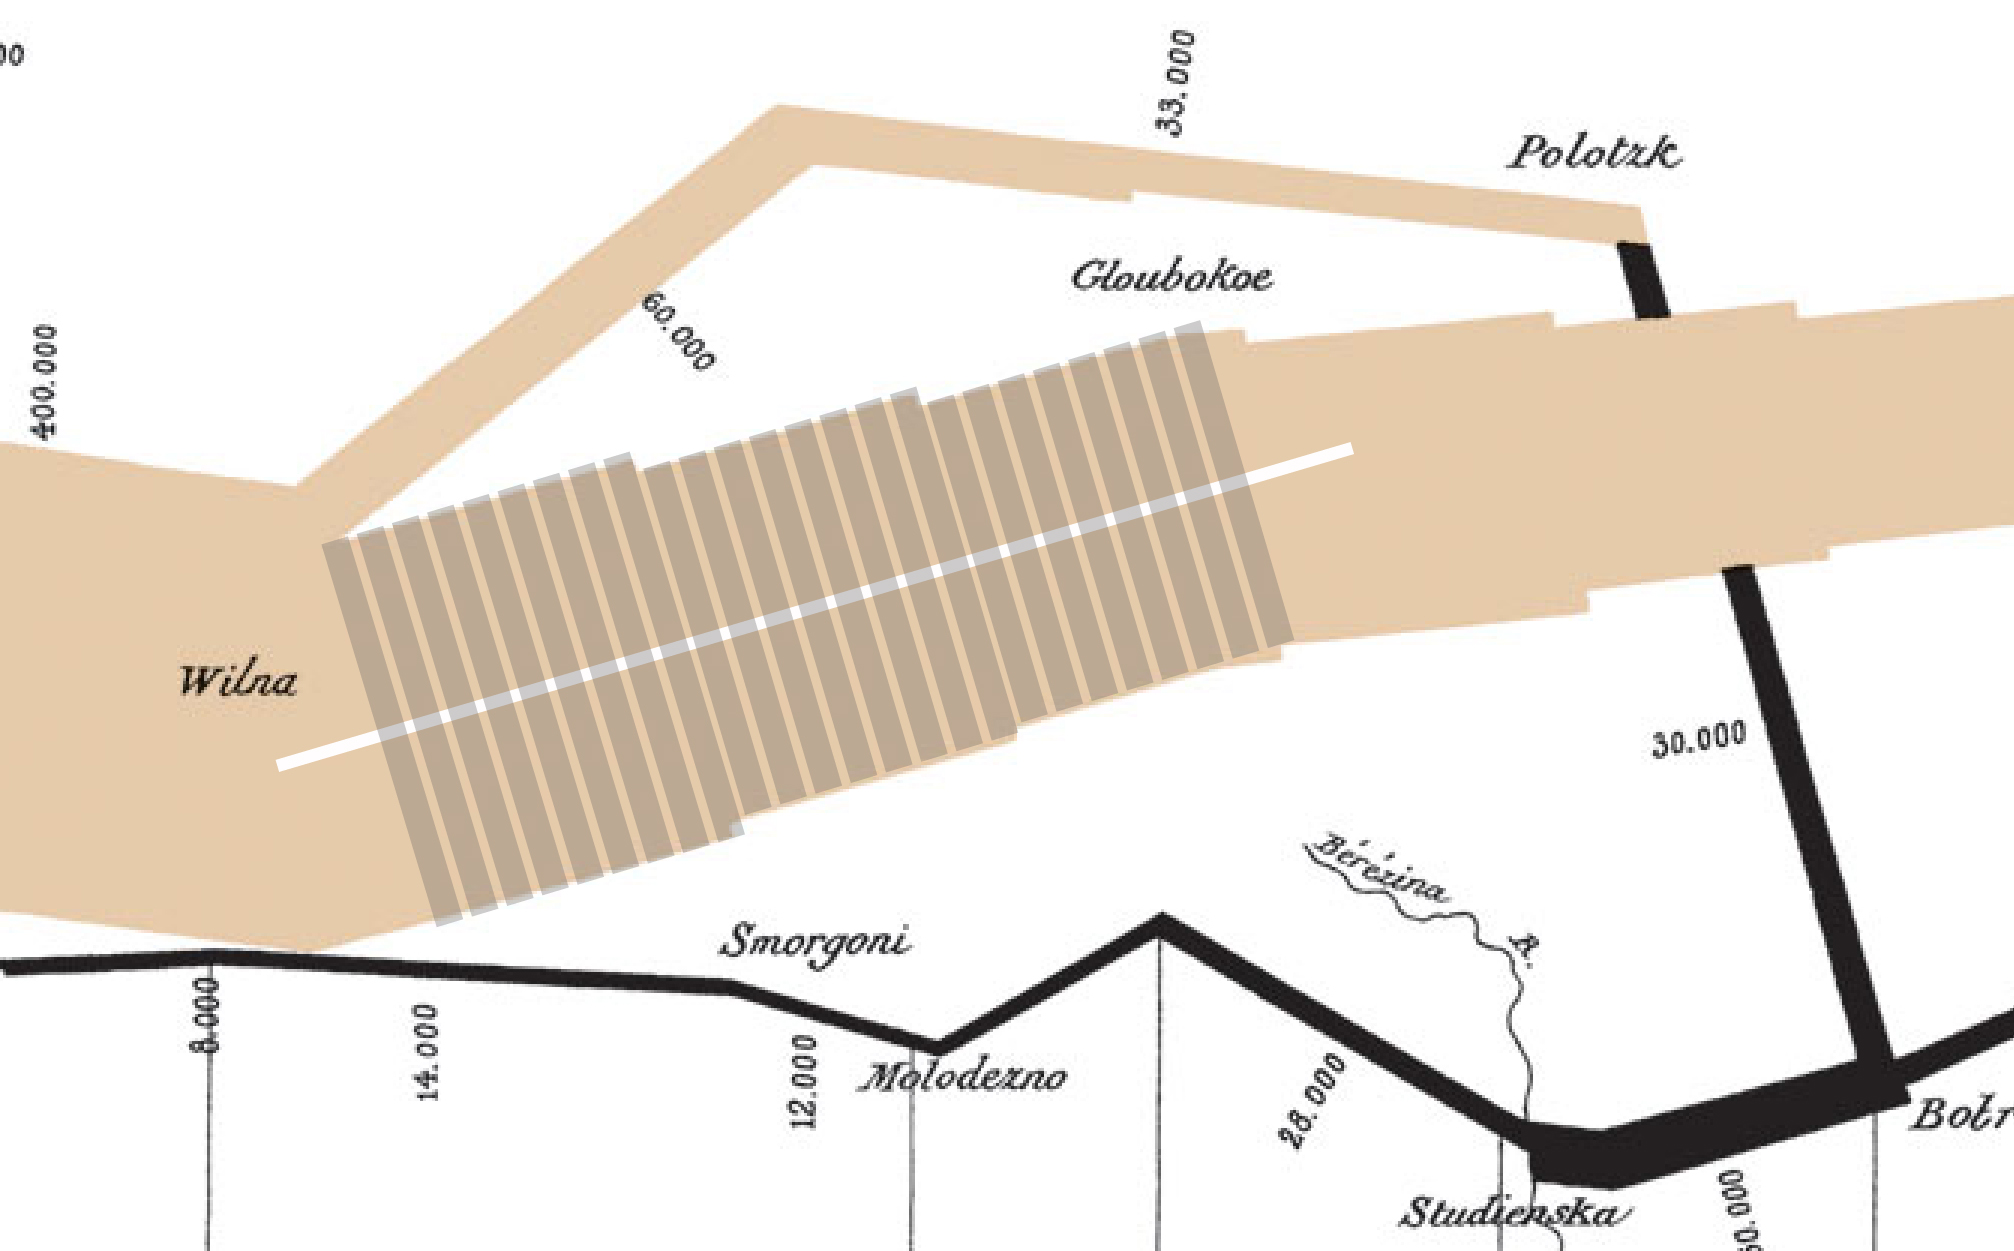 33.000
Polotzk
Gloubokoe
60.000
400.000
Wilna
30.000
Bérézina R.
Smorgoni
8.000
14.000
12.000
Molodezno
28.000
Studienska